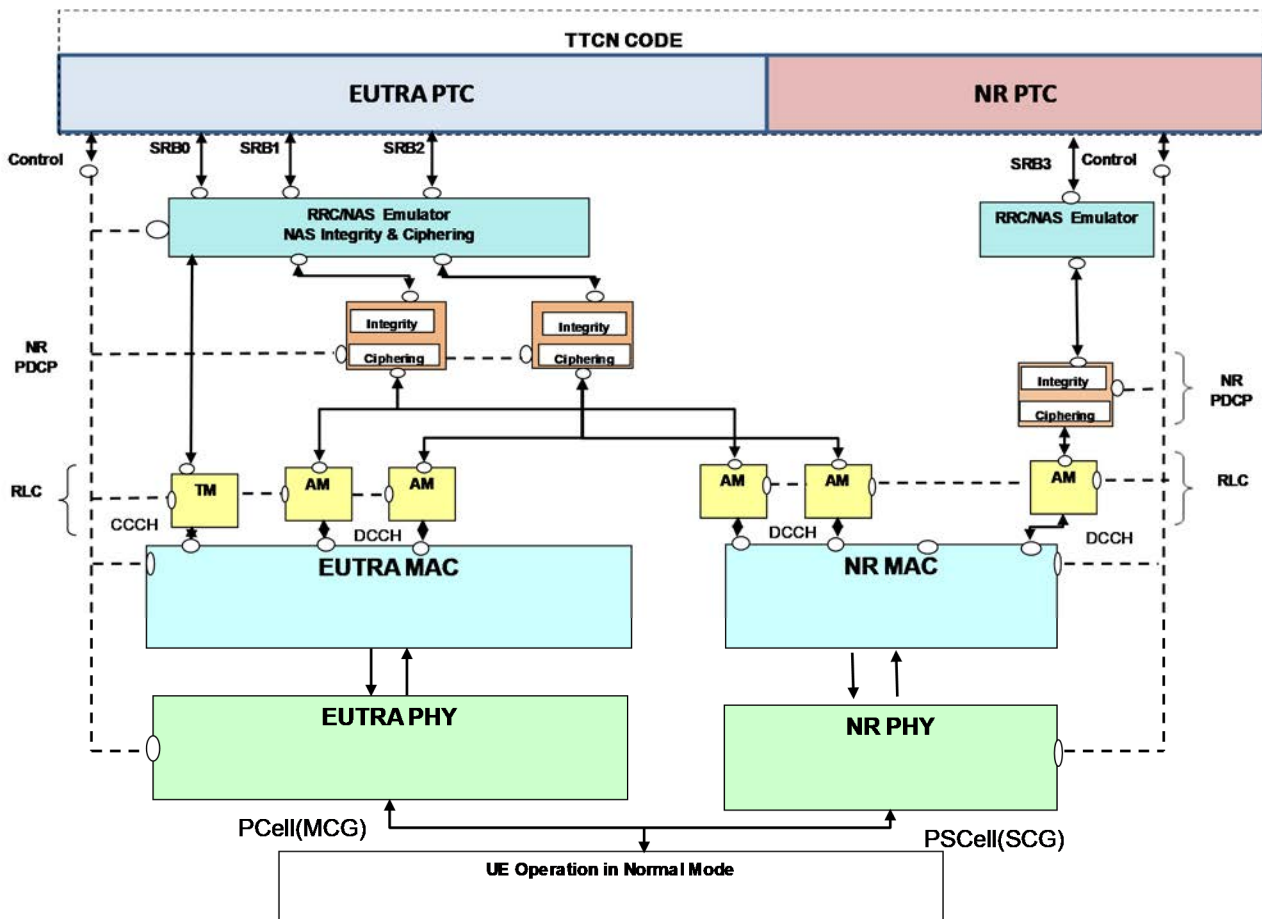 TTCN CODE
EUTRA PTC
NR PTC
Control
SRB0
SRB1
SRB2
SRB3
Control
RRC/NAS Emulator
NAS Integrity & Ciphering
RRC/NAS Emulator
NR
PDCP
Integrity
Ciphering
Integrity
Ciphering
Integrity
Ciphering
NR
PDCP
RLC
TM
AM
AM
AM
AM
AM
RLC
CCCH
DCCH
DCCH
DCCH
EUTRA MAC
NR MAC
EUTRA PHY
NR PHY
PCell(MCG)
PSCell(SCG)
UE Operation in Normal Mode